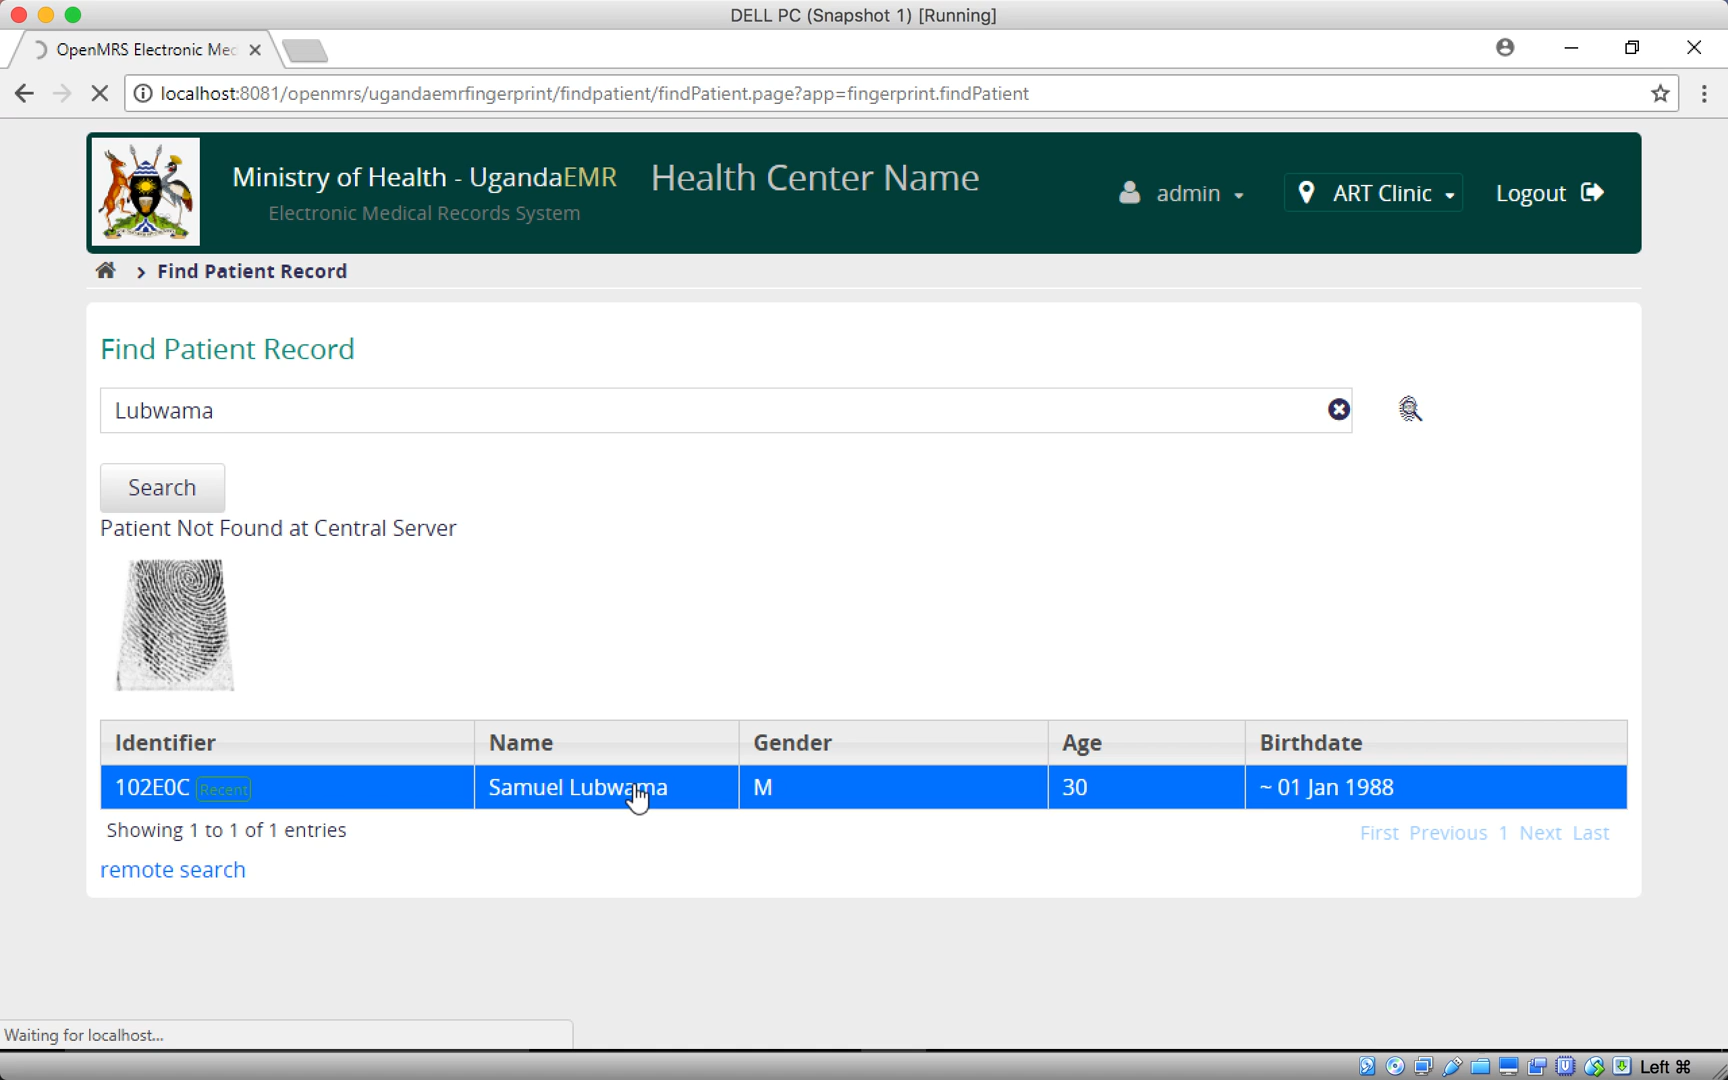 DELL PC (Snapshot 1) [Running]
OpenMRS Electronic Mec
localhost:8081/openmrs/ugandaemrfingerprint/findpatient/findPatient.page?app=fingerprint.findPatient
Ministry of Health - UgandaEMR Health Center Name
Electronic Medical Records System
admin
ART Clinic
Logout
Find Patient Record
Find Patient Record
Lubwama
Search
Patient Not Found at Central Server
Identifier Name Gender Age Birthdate
102E0C Recent Samuel Lubwama M 30 ~ 01 Jan 1988
Showing 1 to 1 of 1 entries
First Previous 1 Next Last
remote search
Waiting for localhost...
Left ⌘